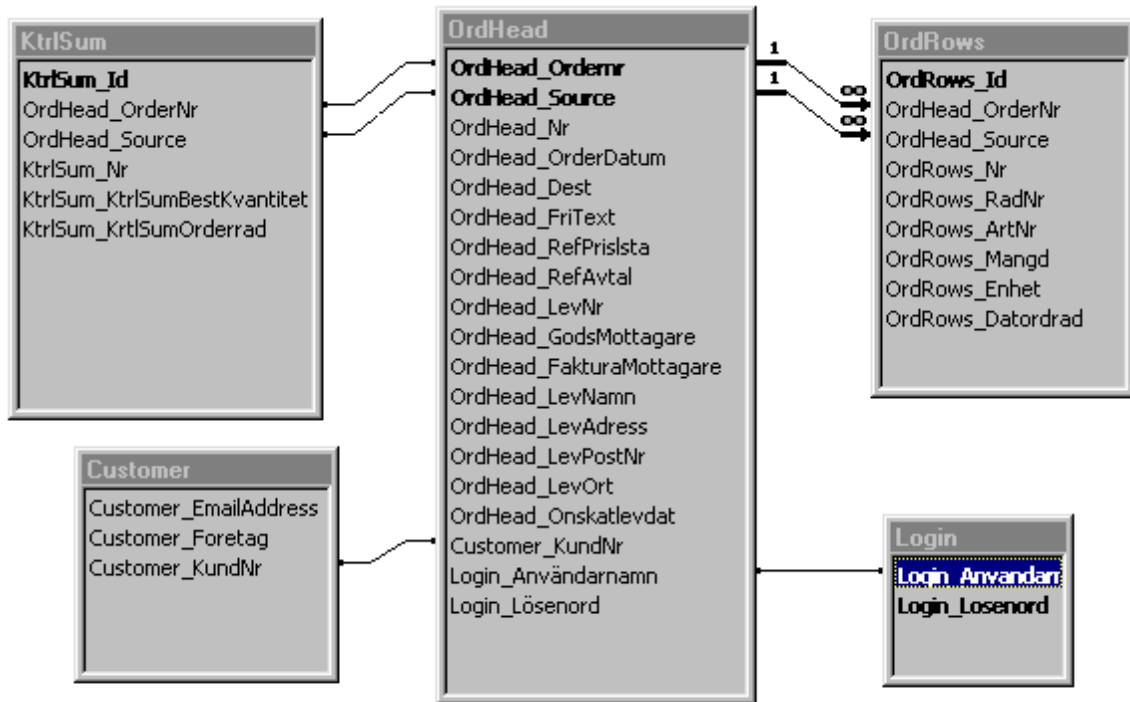 KtrlSum
KtrlSum_Id
OrdHead_OrderNr
OrdHead_Source
KtrlSum_Nr
KtrlSum_KtrlSumBestKvantitet
KtrlSum_KrtlSumOrderrad
OrdHead
OrdHead_Ordernr
OrdHead_Source
OrdHead_Nr
OrdHead_OrderDatum
OrdHead_Dest
OrdHead_FriText
OrdHead_RefPrislsta
OrdHead_RefAvtal
OrdHead_LevNr
OrdHead_GodsMottagare
OrdHead_FakturaMottagare
OrdHead_LevNamn
OrdHead_LevAdress
OrdHead_LevPostNr
OrdHead_LevOrt
OrdHead_Onskatlevdat
Customer_KundNr
Login_Användarnamn
Login_Lösenord
1
1
∞
∞
OrdRows
OrdRows_Id
OrdHead_OrderNr
OrdHead_Source
OrdRows_Nr
OrdRows_RadNr
OrdRows_ArtNr
OrdRows_Mangd
OrdRows_Enhet
OrdRows_Datordrad
Customer
Customer_EmailAddress
Customer_Foretag
Customer_KundNr
Login
Login_Anvandarr
Login_Losenord